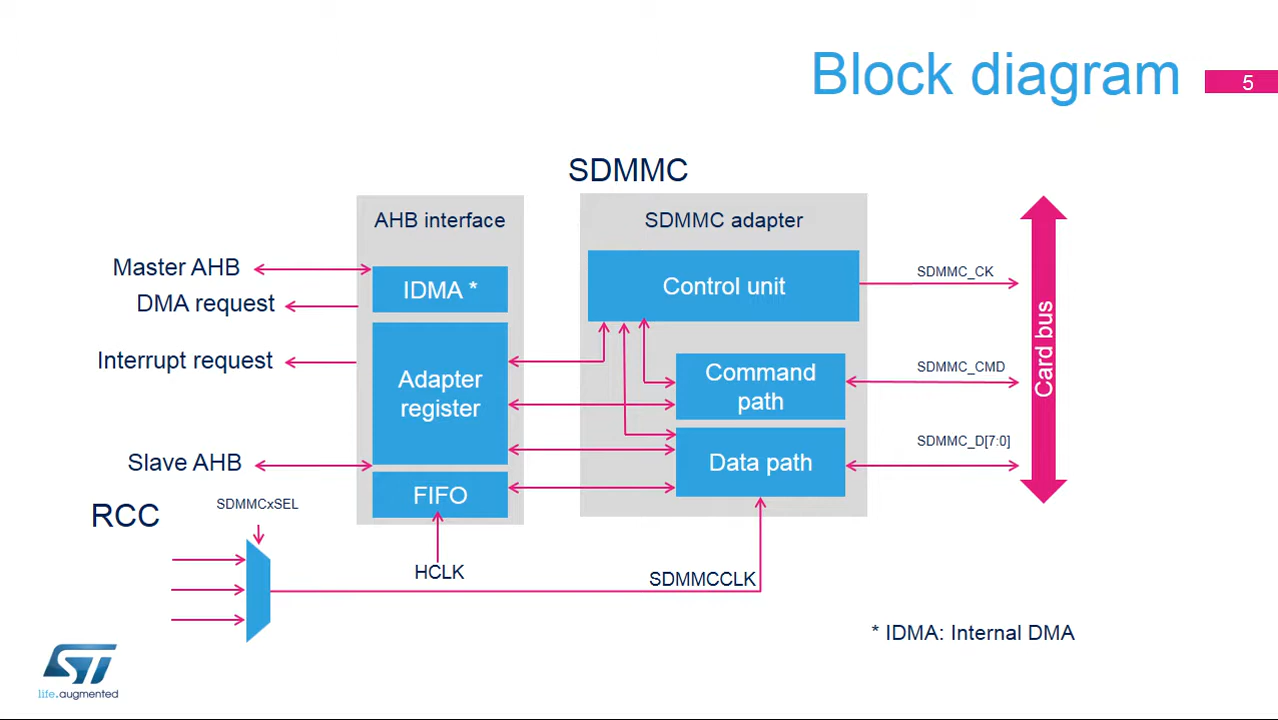 Block diagram
5
SDMMC
AHB interface
SDMMC adapter
Master AHB
DMA request
Interrupt request
Slave AHB
IDMA *
Adapter
register
FIFO
Control unit
Command
path
Data path
SDMMC_CK
SDMMC_CMD
SDMMC_D[7:0]
Card bus
RCC
SDMMCxSEL
HCLK
SDMMCCLK
* IDMA: Internal DMA
ST
life.augmented